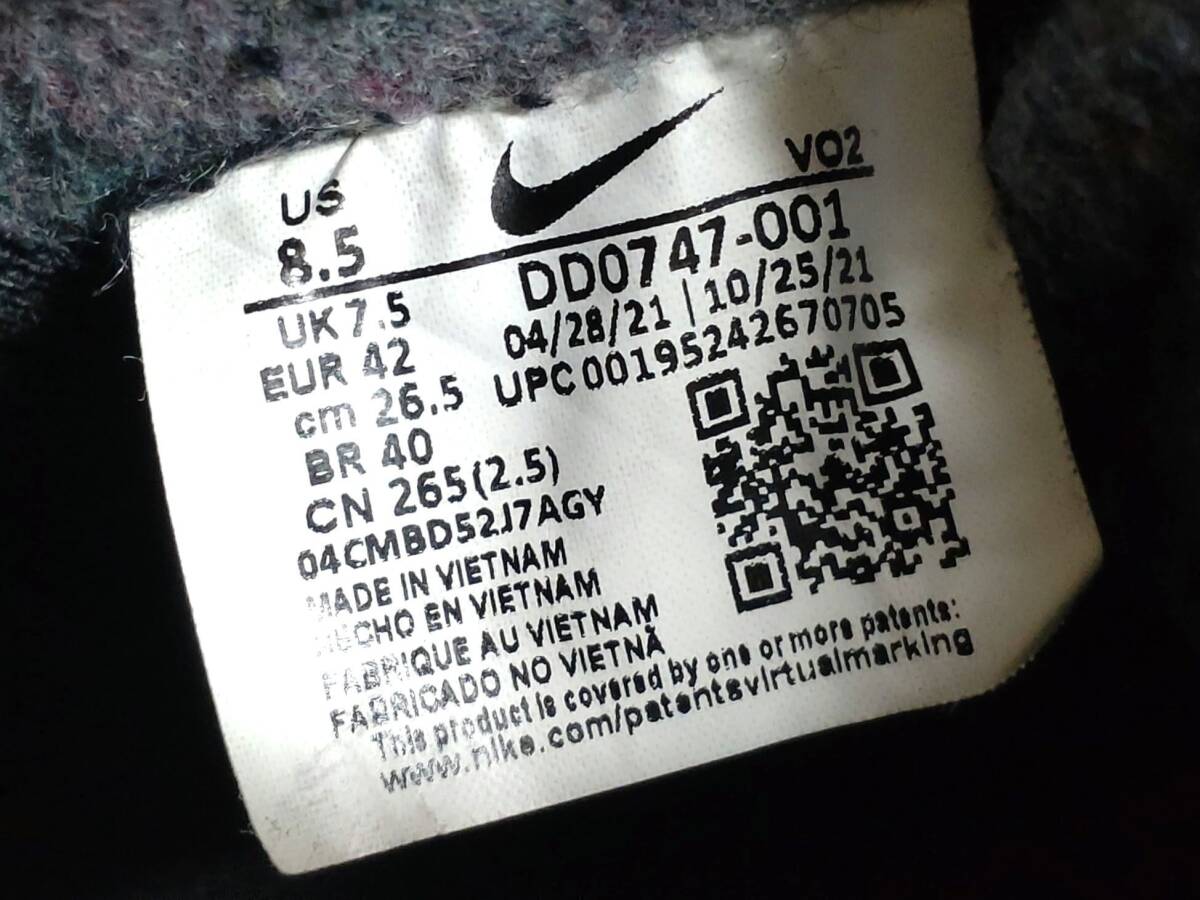 US
8.5
VO2
UK 7.5
EUR 42
cm 26.5
BR 40
CN 265(2.5)
DD0747-001
04/28/21 | 10/25/21
UPC 00195242670705
04CMBD52J7AGY
MADE IN VIETNAM
HECHO EN VIETNAM
FABRIQUE AU VIETNAM
FABRICADO NO VIETNÃ
This product is covered by one or more patents:
www.nike.com/patentsvirtualmarking